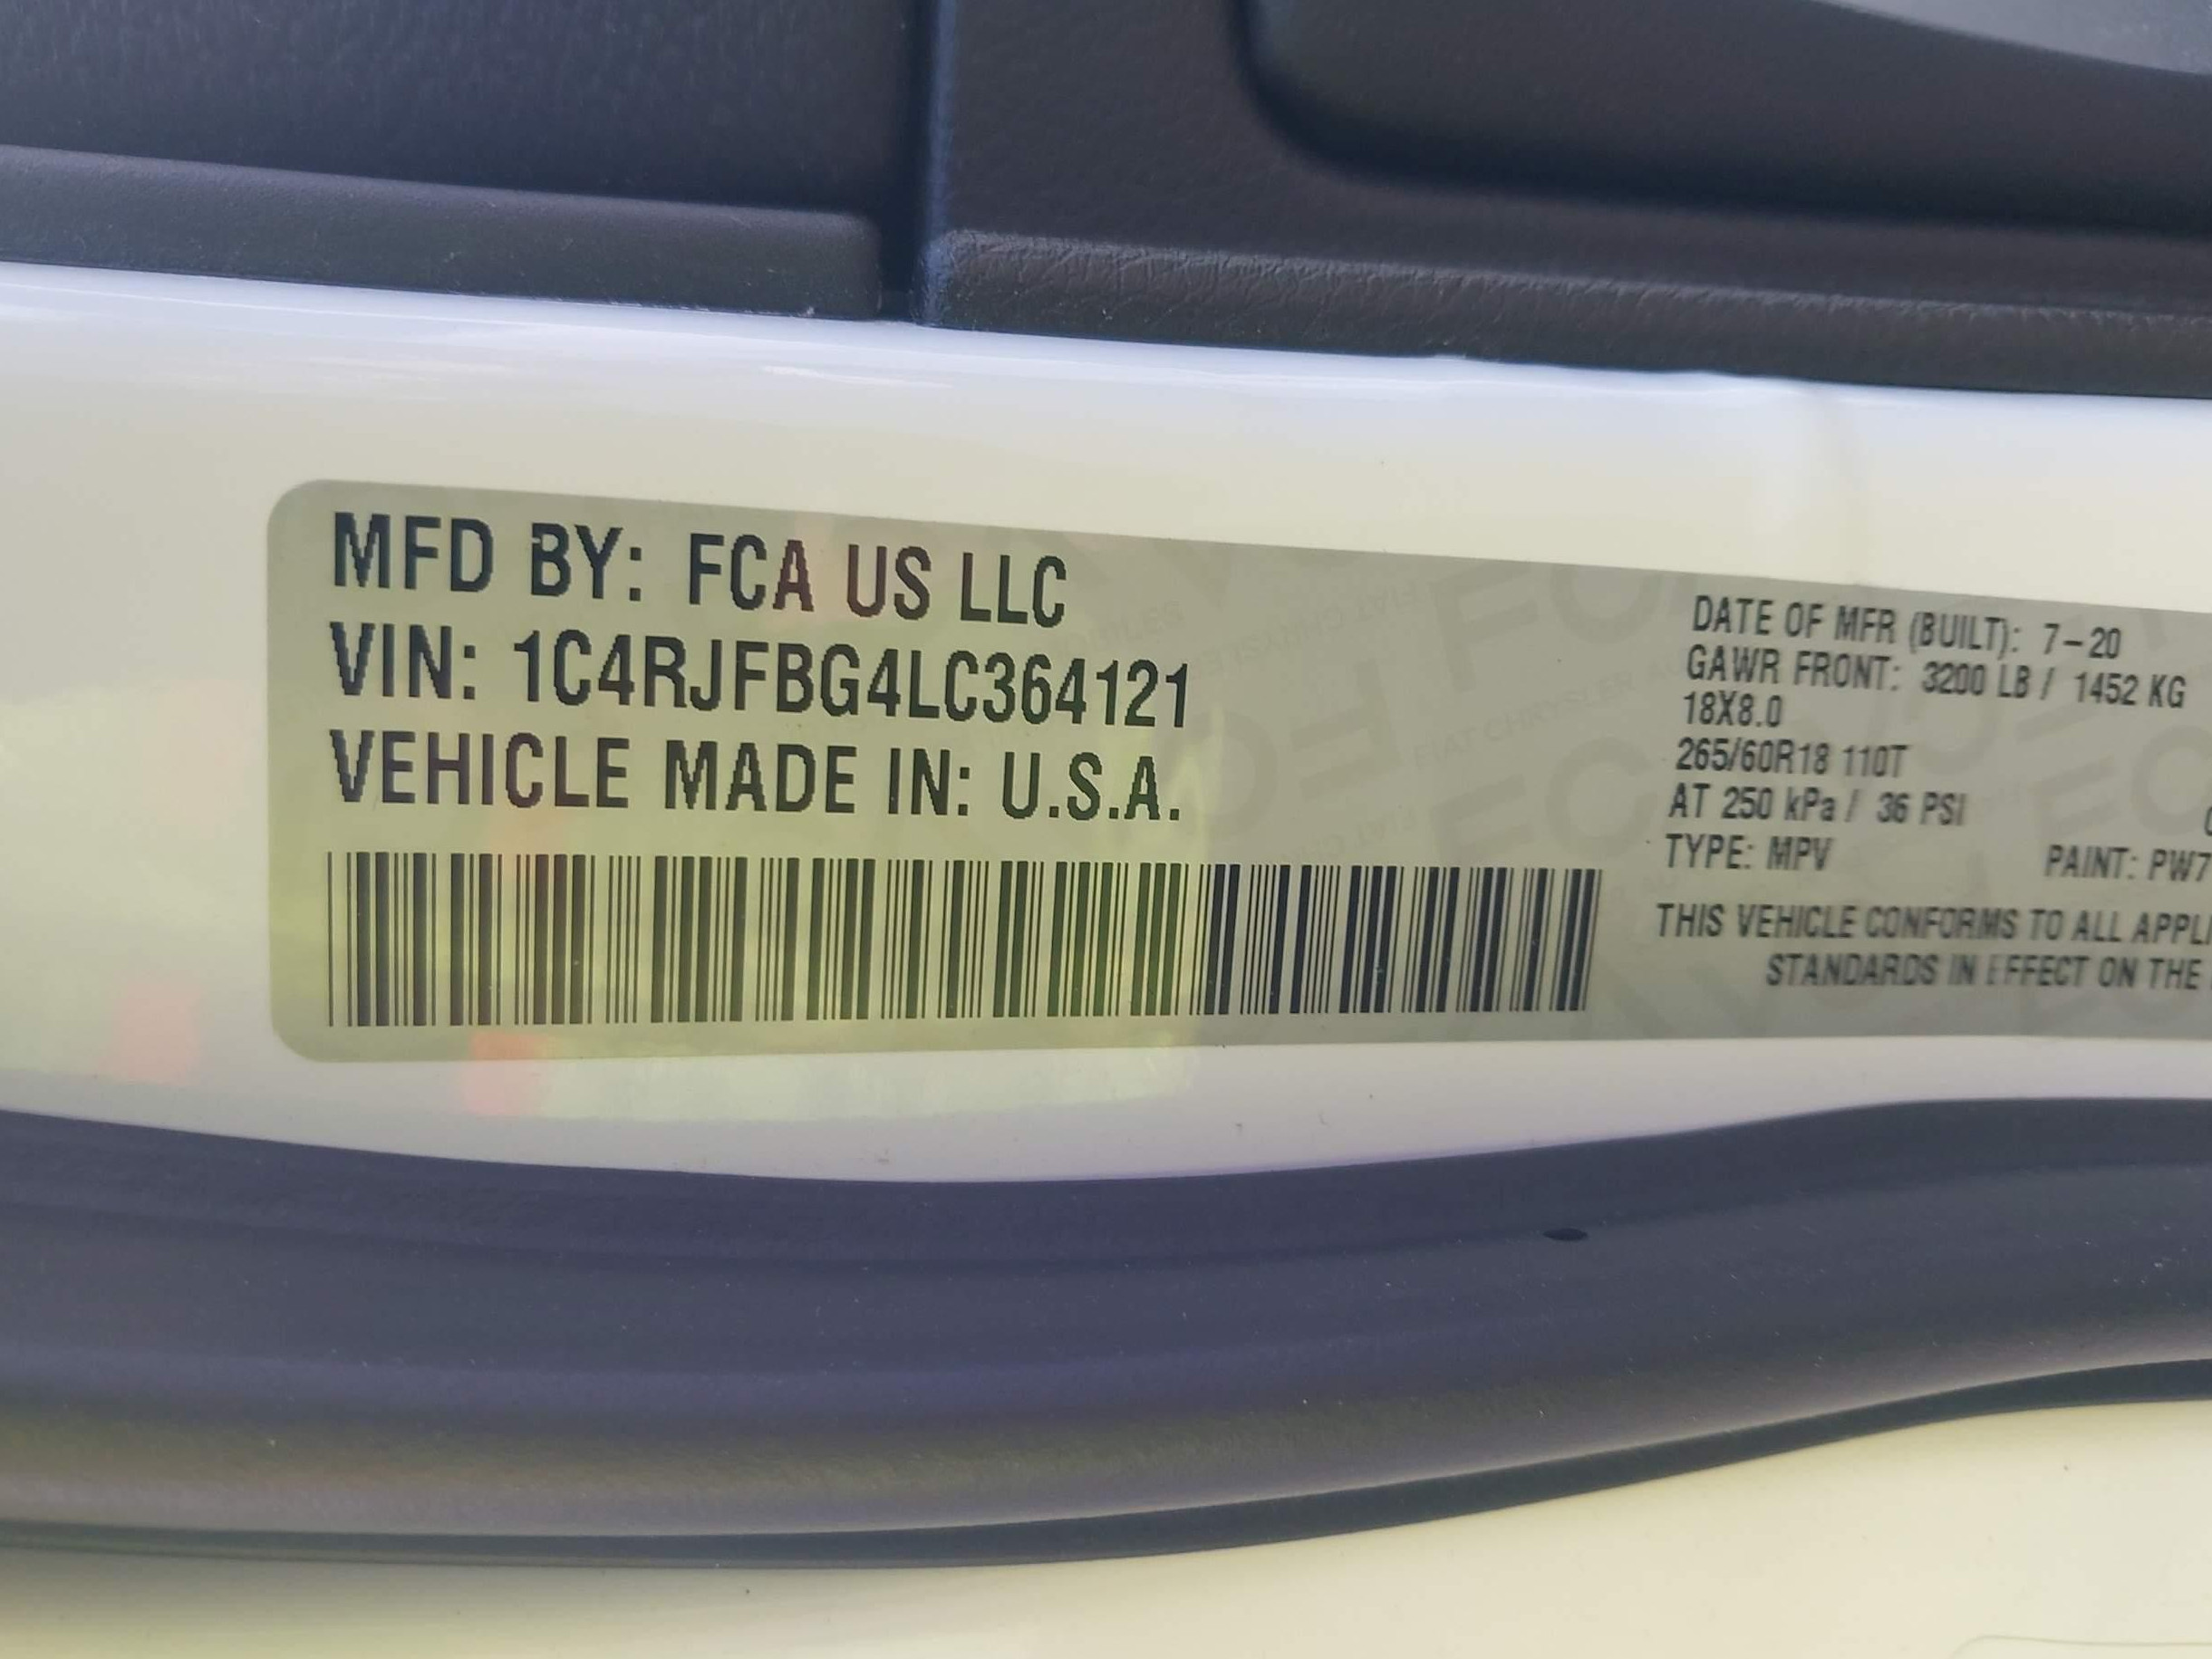 MFD BY: FCA US LLC
VIN: 1C4RJFBG4LC364121
VEHICLE MADE IN: U.S.A.
DATE OF MFR (BUILT): 7-20
GAWR FRONT: 3200 LB / 1452 KG
18X8.0
265/60R18 110T
AT 250 kPa / 36 PSI
TYPE: MPV PAINT: PW7
THIS VEHICLE CONFORMS TO ALL APPLI
STANDARDS IN EFFECT ON THE